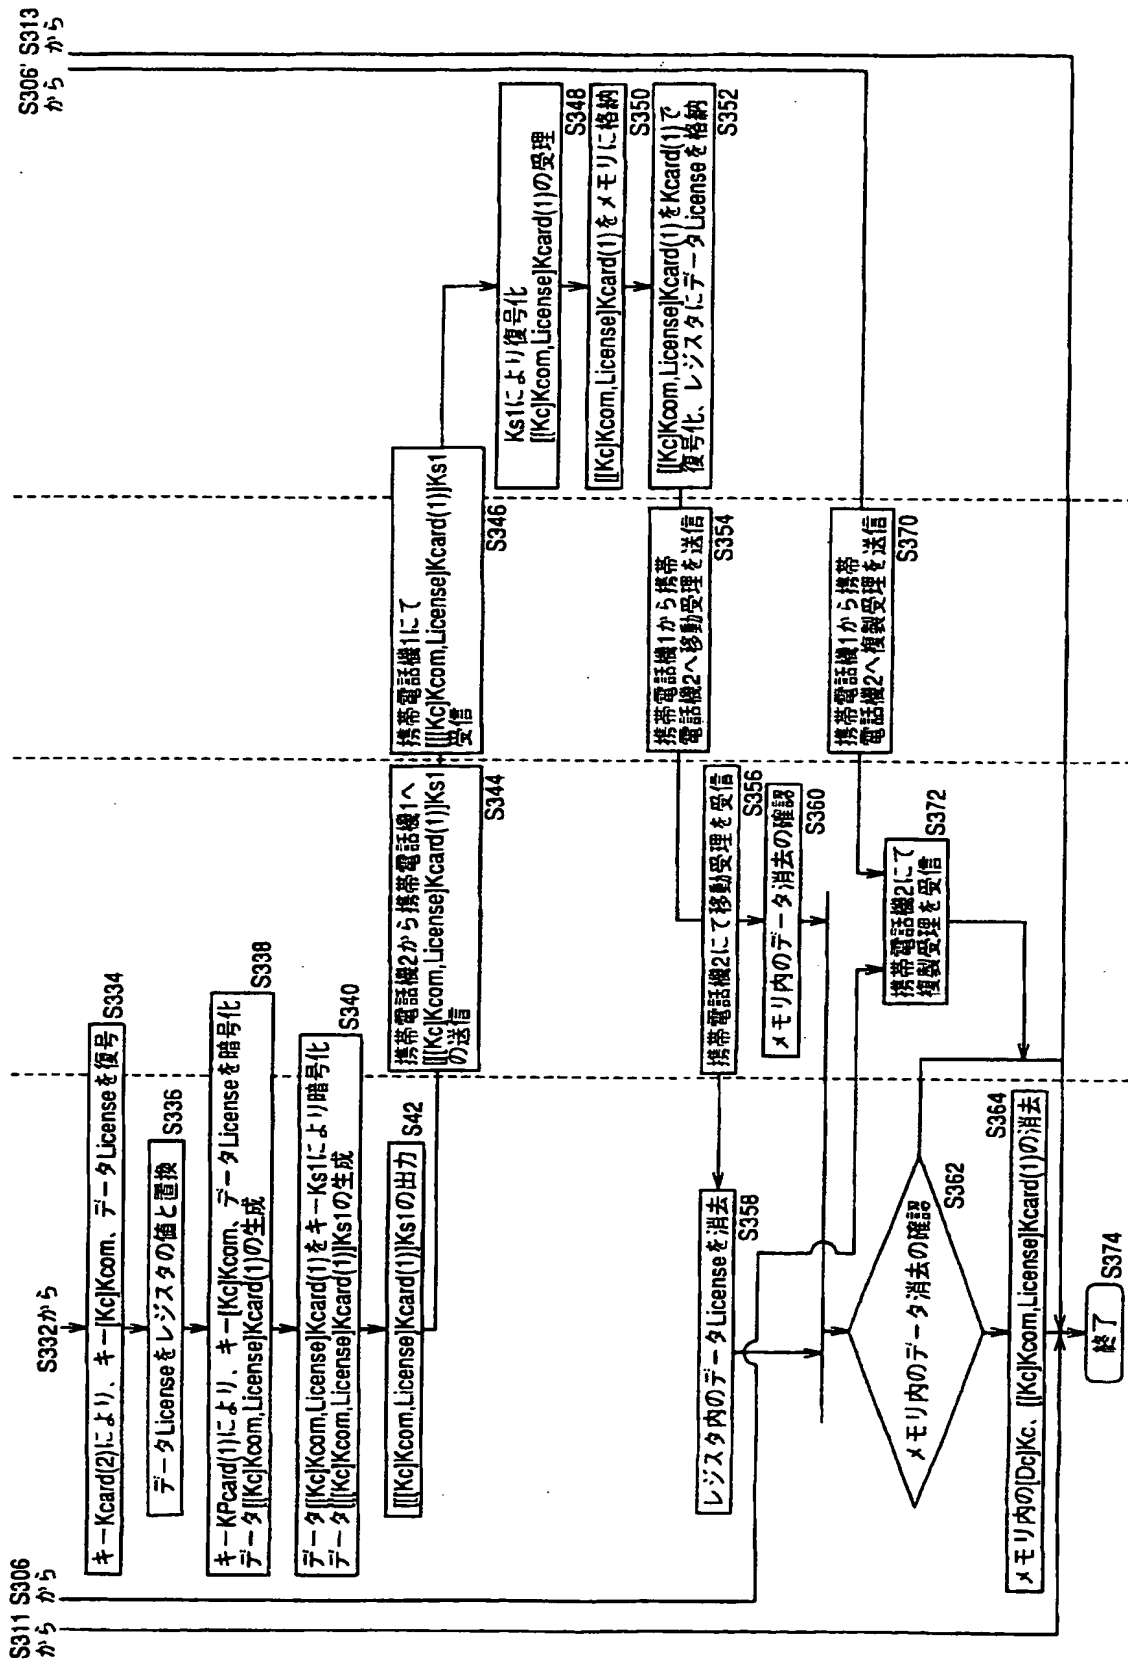 S311
から
S306
から
S332から
S306'
から
S313
から
キーKcard(2)により、キー[Kc]Kcom、データLicenseを復号
S334
データLicenseをレジスタの値と置換
S336
キーKPcard(1)により、キー[Kc]Kcom、データLicenseを暗号化
データ[[Kc]Kcom,License]Kcard(1)の生成
S338
データ[[Kc]Kcom,License]Kcard(1)をキーKs1により暗号化
データ[[[Kc]Kcom,License]Kcard(1)]Ks1の生成
S340
[[[Kc]Kcom,License]Kcard(1)]Ks1の出力
S42
携帯電話機2から携帯電話機1へ
[[[Kc]Kcom,License]Kcard(1)]Ks1
の送信
S344
携帯電話機1にて
[[[Kc]Kcom,License]Kcard(1)]Ks1
受信
S346
Ks1により復号化
[[Kc]Kcom,License]Kcard(1)の受理
S348
[[Kc]Kcom,License]Kcard(1)をメモリに格納
S350
[[Kc]Kcom,License]Kcard(1)をKcard(1)で
復号化、レジスタにデータLicenseを格納
S352
携帯電話機1から携帯
電話機2へ移動受理を送信
S354
携帯電話機2にて移動受理を受信
S356
レジスタ内のデータLicenseを消去
S358
メモリ内のデータ消去の確認
S360
メモリ内のデータ消去の確認
S362
メモリ内の[Dc]Kc、[[Kc]Kcom,License]Kcard(1)の消去
S364
携帯電話機1から携帯
電話機2へ複製受理を送信
S370
携帯電話機2にて
複製受理を受信
S372
終了
S374